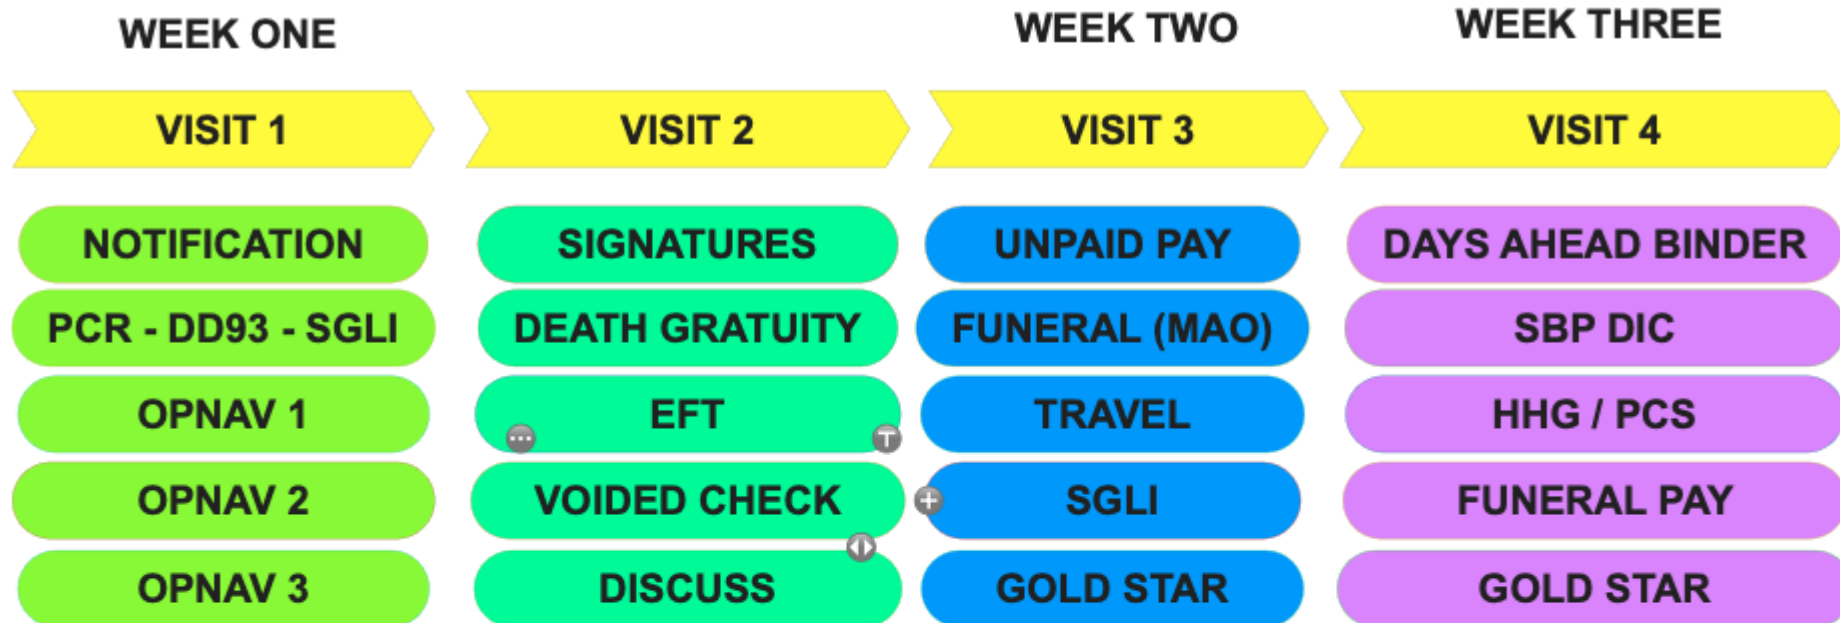 WEEK ONE
WEEK TWO
WEEK THREE
VISIT 1
VISIT 2
VISIT 3
VISIT 4
NOTIFICATION
SIGNATURES
UNPAID PAY
DAYS AHEAD BINDER
PCR - DD93 - SGLI
DEATH GRATUITY
FUNERAL (MAO)
SBP DIC
OPNAV 1
EFT
TRAVEL
HHG / PCS
OPNAV 2
VOIDED CHECK
SGLI
FUNERAL PAY
OPNAV 3
DISCUSS
GOLD STAR
GOLD STAR